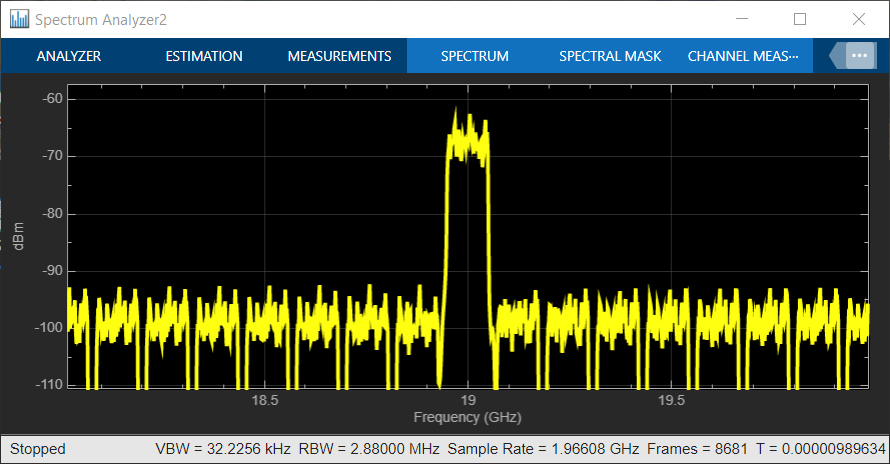 Spectrum Analyzer2
ANALYZER ESTIMATION MEASUREMENTS SPECTRUM SPECTRAL MASK CHANNEL MEAS···
-60
-70
-80
dBm
-90
-100
-110
18.5 19 19.5
Frequency (GHz)
Stopped VBW = 32.2256 kHz RBW = 2.88000 MHz Sample Rate = 1.96608 GHz Frames = 8681 T = 0.00000989634